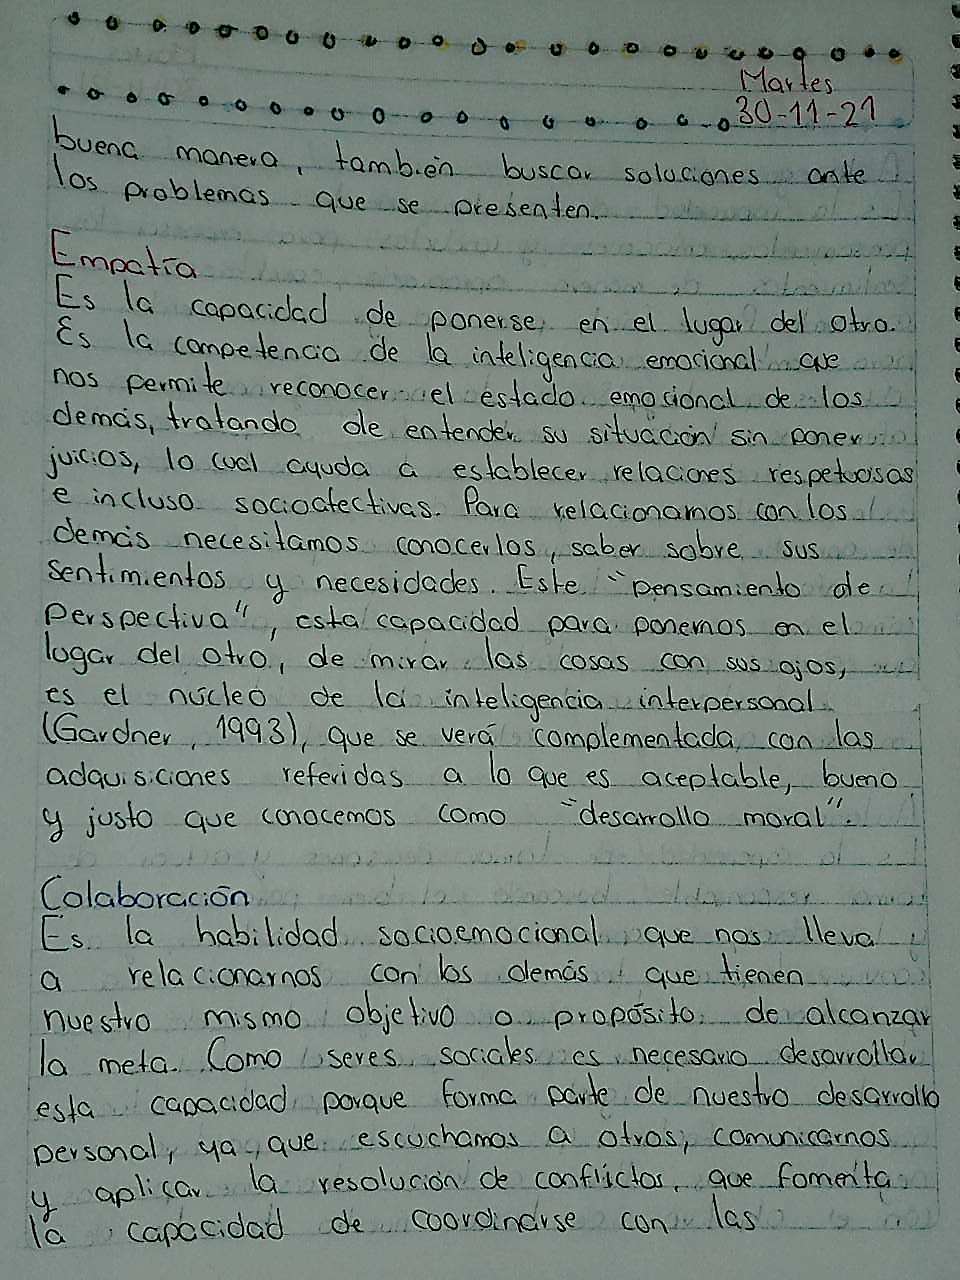 Martes
30-11-21
buena manera, también buscar soluciones ante
los problemas que se presenten.
Empatía
Es la capacidad de ponerse en el lugar del otro.
Es la competencia de la inteligencia emocional que
nos permite reconocer el estado emocional de los
demás, tratando de entender su situación sin poner
juicios, lo cual ayuda a establecer relaciones respetuosas
e incluso socioafectivas. Para relacionarnos con los
demás necesitamos conocerlos, saber sobre sus
sentimientos y necesidades. Este "pensamiento de
perspectiva", esta capacidad para ponernos en el
lugar del otro, de mirar las cosas con sus ojos,
es el núcleo de la inteligencia interpersonal
(Gardner, 1993), que se verá complementada con las
adquisiciones referidas a lo que es aceptable, bueno
y justo que conocemos como "desarrollo moral".
Colaboración
Es la habilidad socioemocional que nos lleva
a relacionarnos con los demás que tienen
nuestro mismo objetivo o propósito de alcanzar
la meta. Como seres sociales es necesario desarrollar
esta capacidad porque forma parte de nuestro desarrollo
personal, ya que escuchamos a otros, comunicarnos
y aplicar la resolución de conflictos, que fomenta
la capacidad de coordinarse con las